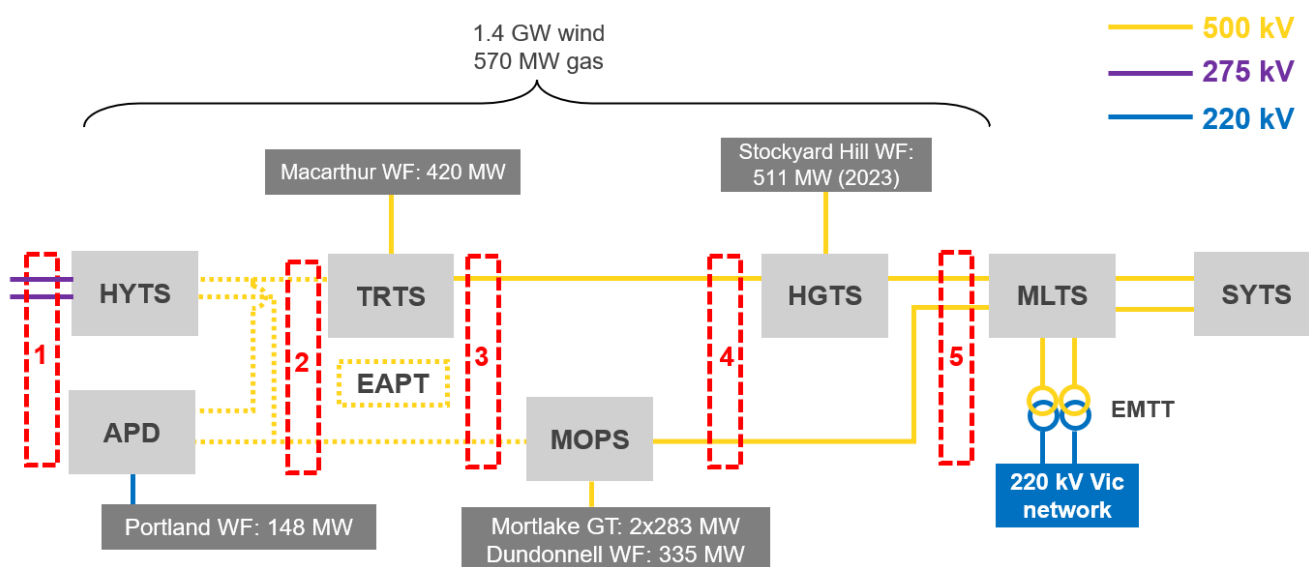 1.4 GW wind
570 MW gas
500 kV
275 kV
220 kV
Macarthur WF: 420 MW
Stockyard Hill WF:
511 MW (2023)
HYTS
TRTS
HGTS
MLTS
SYTS
1
2
3
4
5
EAPT
APD
MOPS
EMTT
Portland WF: 148 MW
Mortlake GT: 2x283 MW
Dundonnell WF: 335 MW
220 kV Vic
network